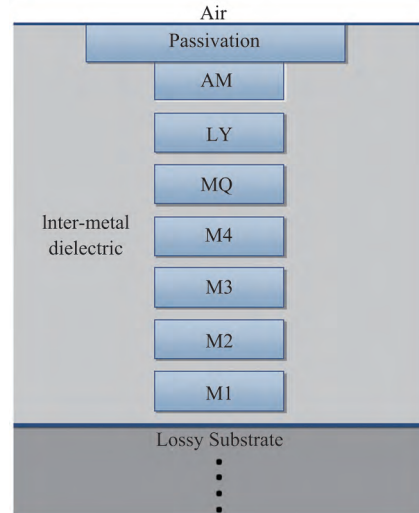 Air
Passivation
AM
LY
MQ
M4
Inter-metal
dielectric
M3
M2
M1
Lossy Substrate